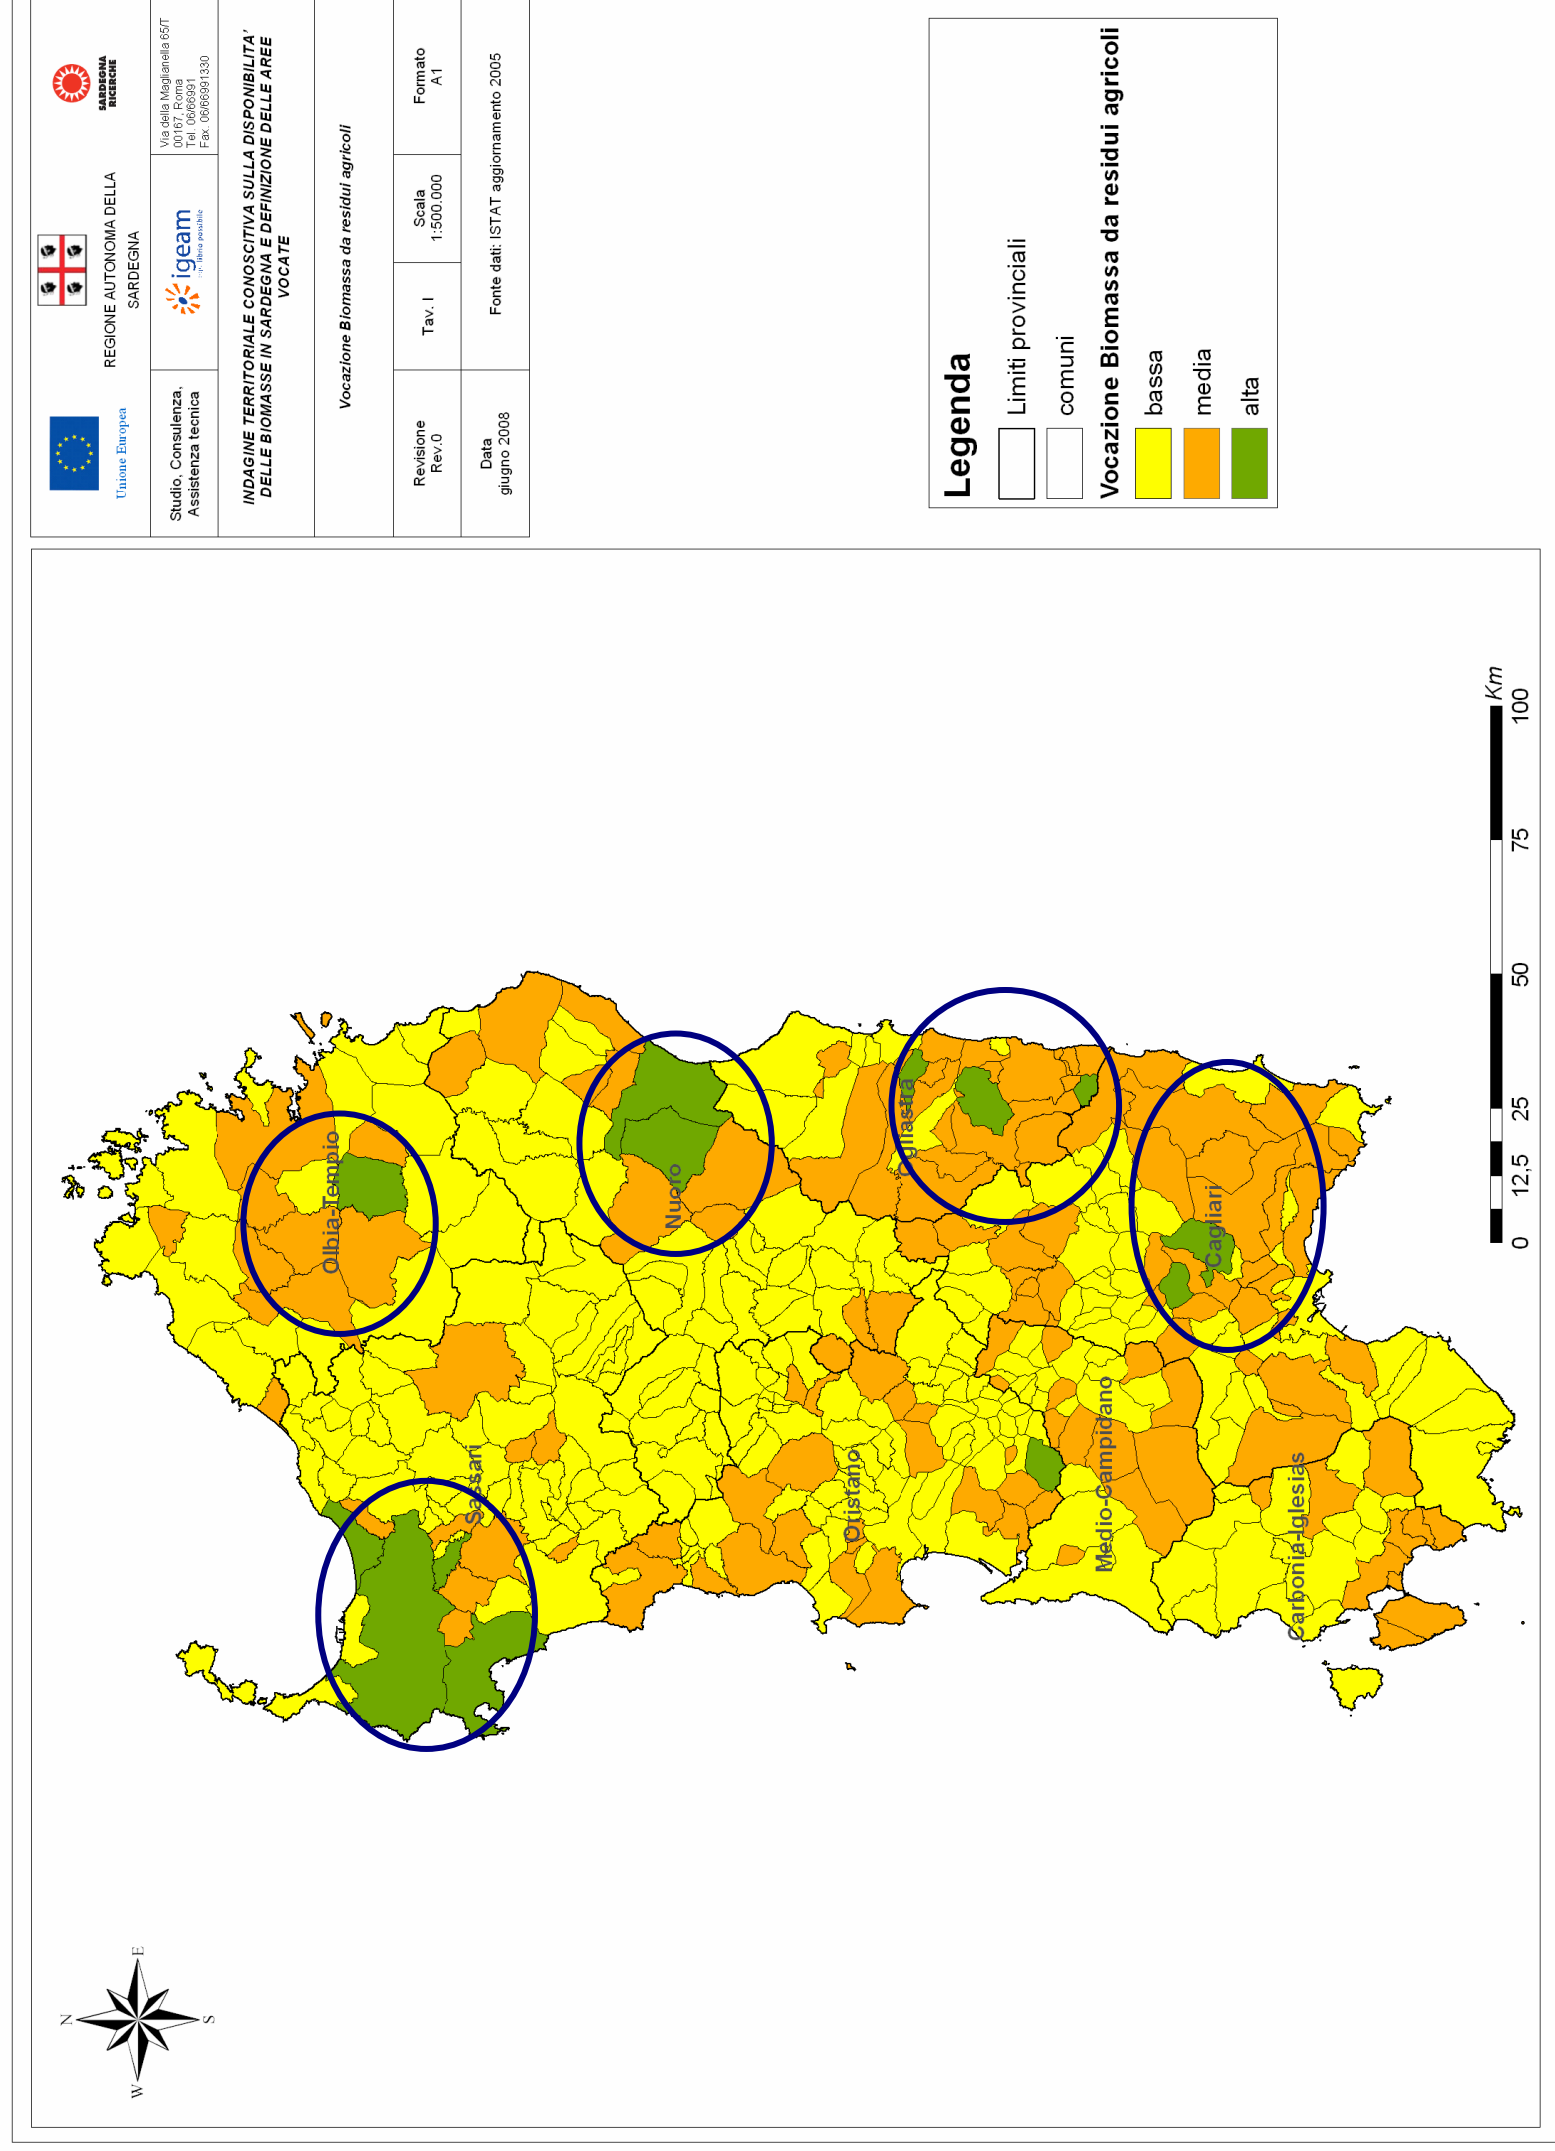 Unione Europea
REGIONE AUTONOMA DELLA
SARDEGNA
SARDEGNA
RICERCHE
Studio, Consulenza,
Assistenza tecnica
igeam
Via della Maglianella 65/T
00167, Roma
Tel. 06/66991
Fax. 06/66991330
INDAGINE TERRITORIALE CONOSCITIVA SULLA DISPONIBILITA'
DELLE BIOMASSE IN SARDEGNA E DEFINIZIONE DELLE AREE
VOCATE
Vocazione Biomassa da residui agricoli
Revisione
Rev.0
Tav. I
Scala
1:500.000
Formato
A1
Data
giugno 2008
Fonte dati: ISTAT aggiornamento 2005
Legenda
Limiti provinciali
comuni
Vocazione Biomassa da residui agricoli
bassa
media
alta
N
W
E
S
Olbia-Tempio
Sassari
Nuoro
Oristano
Ogliastra
Medio-Campidano
Cagliari
Carbonia-Iglesias
Km
0 12,5 25 50 75 100